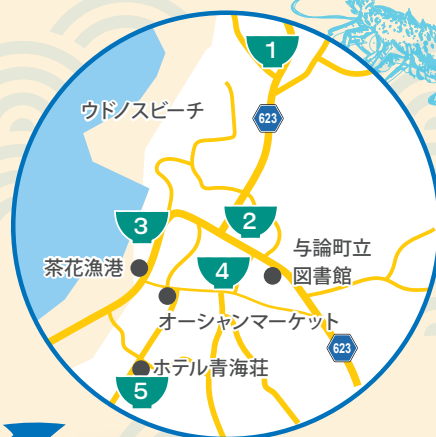 1
623
ウドノスビーチ
2
3
与論町立
図書館
茶花漁港
4
オーシャンマーケット
623
ホテル青海荘
5